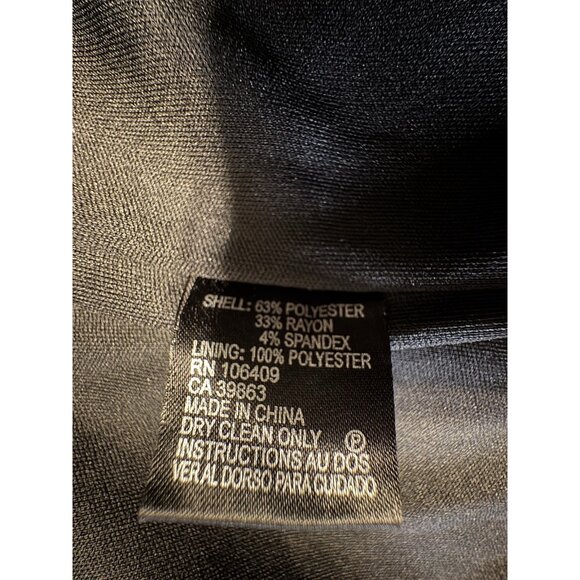 SHELL: 63% POLYESTER
33% RAYON
4% SPANDEX
LINING: 100% POLYESTER
RN 106409
CA 39863
MADE IN CHINA
DRY CLEAN ONLY Ⓟ
INSTRUCTIONS AU DOS
VER AL DORSO PARA CUIDADO